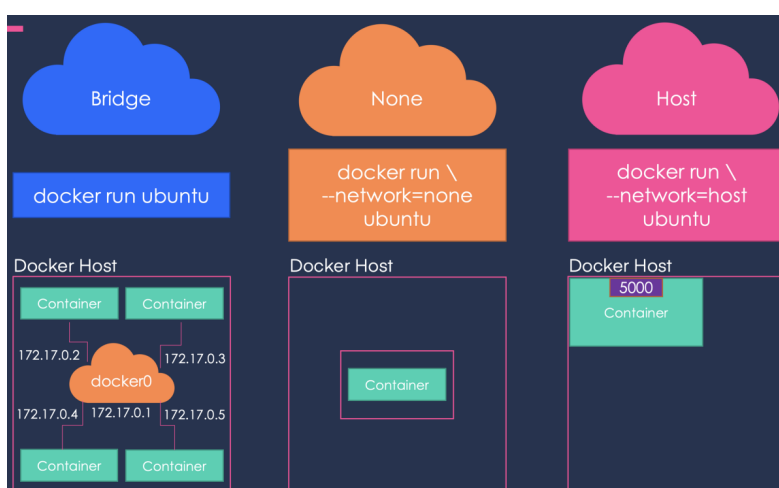 Bridge
None
Host
docker run ubuntu
docker run \
--network=none
ubuntu
docker run \
--network=host
ubuntu
Docker Host
Container
Container
172.17.0.2
172.17.0.3
docker0
172.17.0.4
172.17.0.1
172.17.0.5
Container
Container
Docker Host
Container
Docker Host
5000
Container